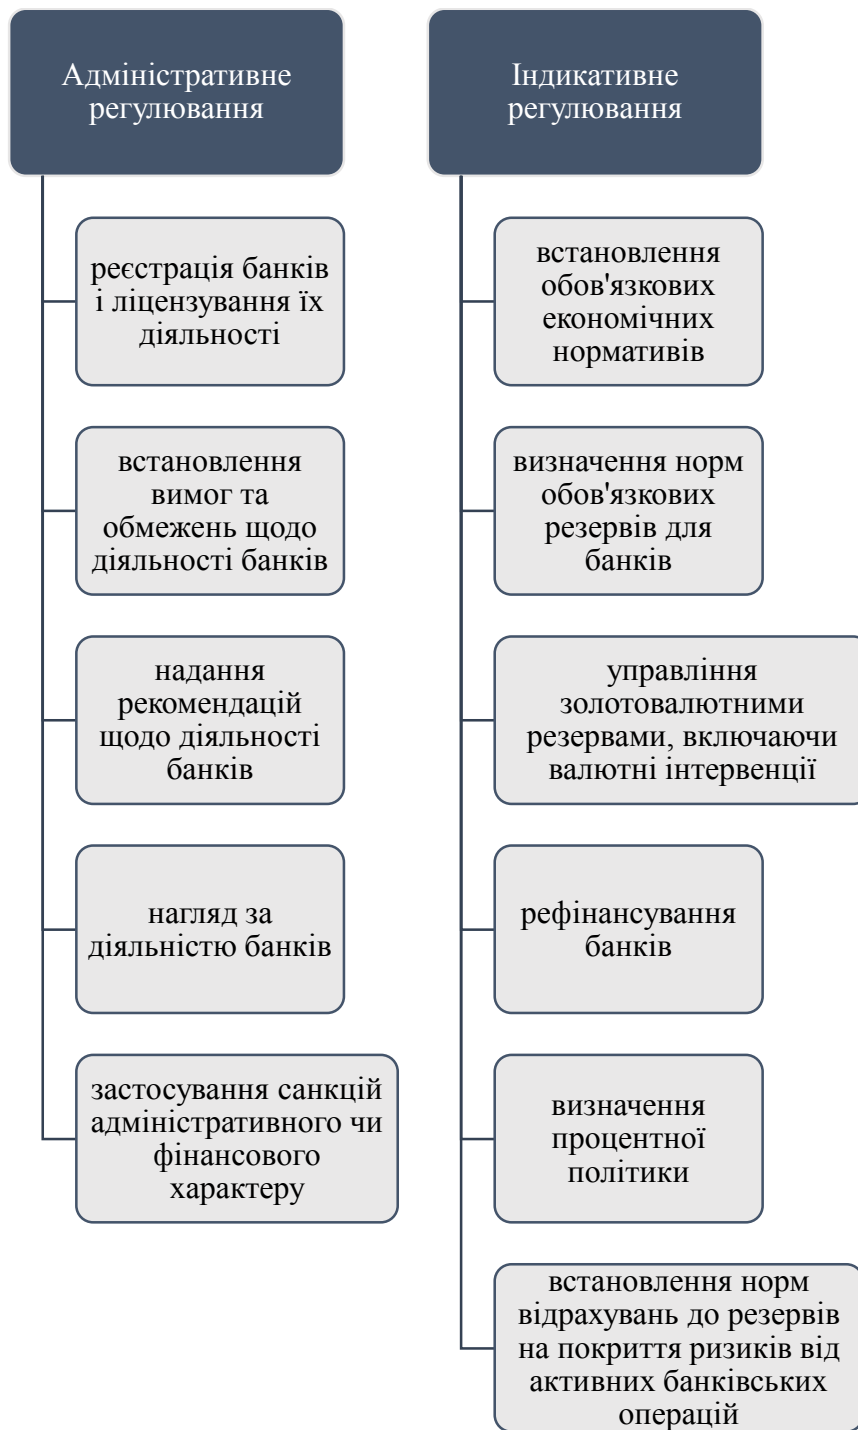 Адміністративне
регулювання
реєстрація банків
і ліцензування їх
діяльності
встановлення
вимог та
обмежень щодо
діяльності банків
надання
рекомендацій
щодо діяльності
банків
нагляд за
діяльністю банків
застосування санкцій
адміністративного чи
фінансового
характеру
Індикативне
регулювання
встановлення
обов'язкових
економічних
нормативів
визначення норм
обов'язкових
резервів для
банків
управління
золотовалютними
резервами, включаючи
валютні інтервенції
рефінансування
банків
визначення
процентної
політики
встановлення норм
відрахувань до резервів
на покриття ризиків від
активних банківських
операцій